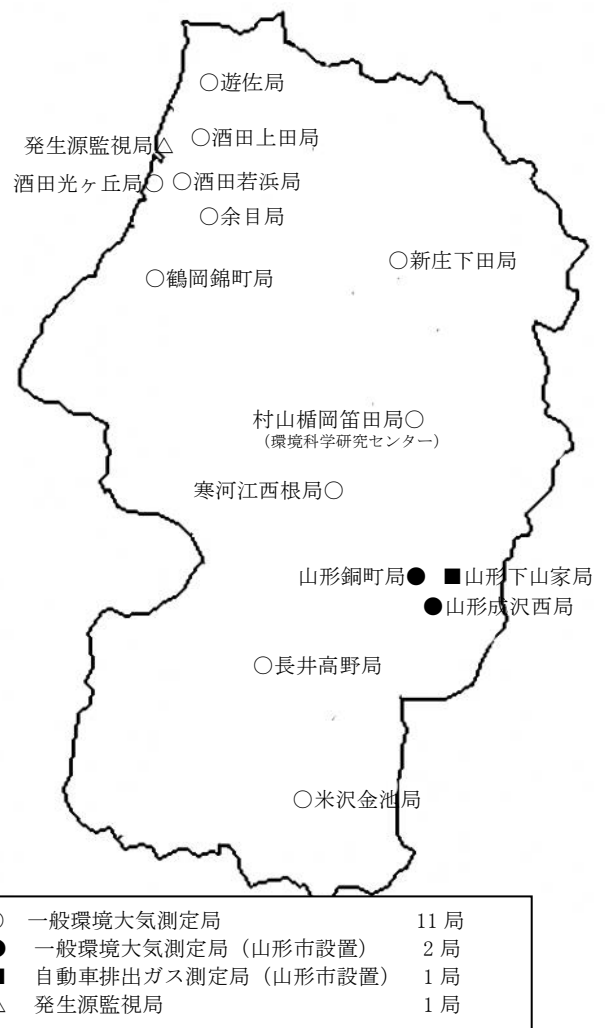 ○遊佐局
○酒田上田局
発生源監視局△
酒田光ヶ丘局○ ○酒田若浜局
○余目局
○新庄下田局
○鶴岡錦町局
村山楯岡笛田局○
（環境科学研究センター）
寒河江西根局○
山形銅町局● ■山形下山家局
●山形成沢西局
○長井高野局
○米沢金池局
○ 一般環境大気測定局 11 局
● 一般環境大気測定局（山形市設置） 2 局
■ 自動車排出ガス測定局（山形市設置） 1 局
△ 発生源監視局 1 局